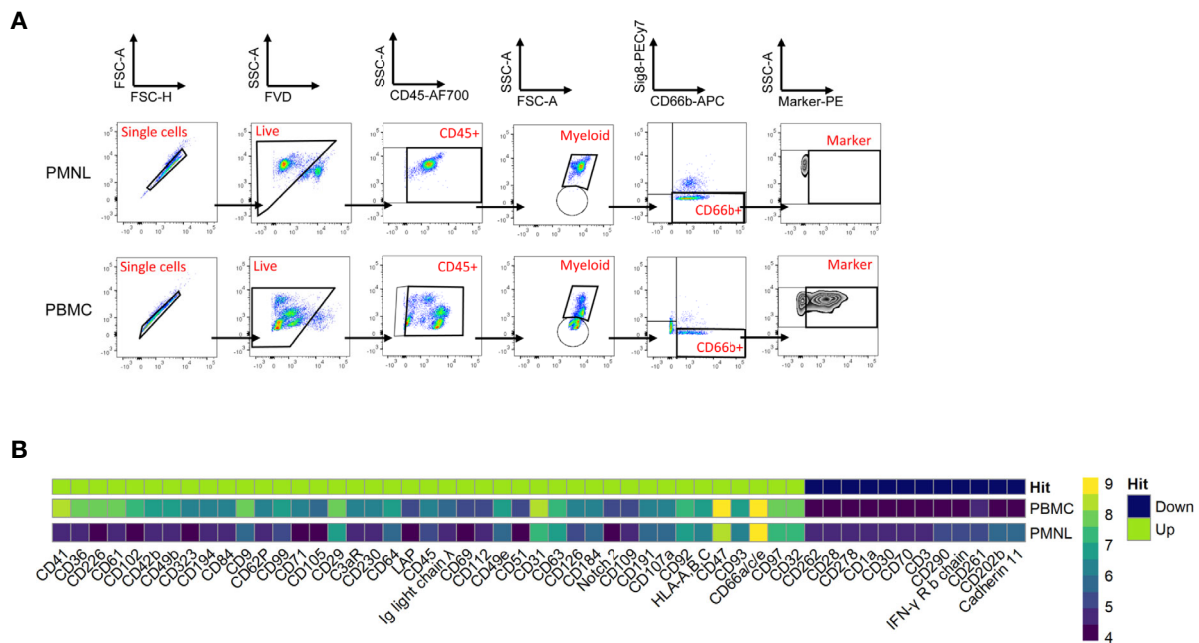 A
FSC-A
FSC-H
SSC-A
FVD
SSC-A
CD45-AF700
SSC-A
FSC-A
Sig8-PECy7
CD66b-APC
SSC-A
Marker-PE
PMNL
Single cells
Live
CD45+
Myeloid
CD66b+
Marker
PBMC
Single cells
Live
CD45+
Myeloid
CD66b+
Marker
B
Hit
PBMC
PMNL
CD41
CD36
CD226
CD61
CD102
CD42b
CD49b
CD323
CD194
CD84
CD9
CD62P
CD99
CD71
CD105
CD29
C3aR
CD230
CD64
LAP
CD45
Ig light chain λ
CD69
CD112
CD49e
CD51
CD31
CD63
CD126
CD184
Notch 2
CD109
CD191
CD107a
CD92
HLA-A,B,C
CD47
CD93
CD66a/c/e
CD97
CD32
CD262
CD28
CD278
CD1a
CD30
CD70
CD3
CD290
IFN-γ R b chain
CD261
CD202b
Cadherin 11
9
8
7
6
5
4
Hit
Down
Up